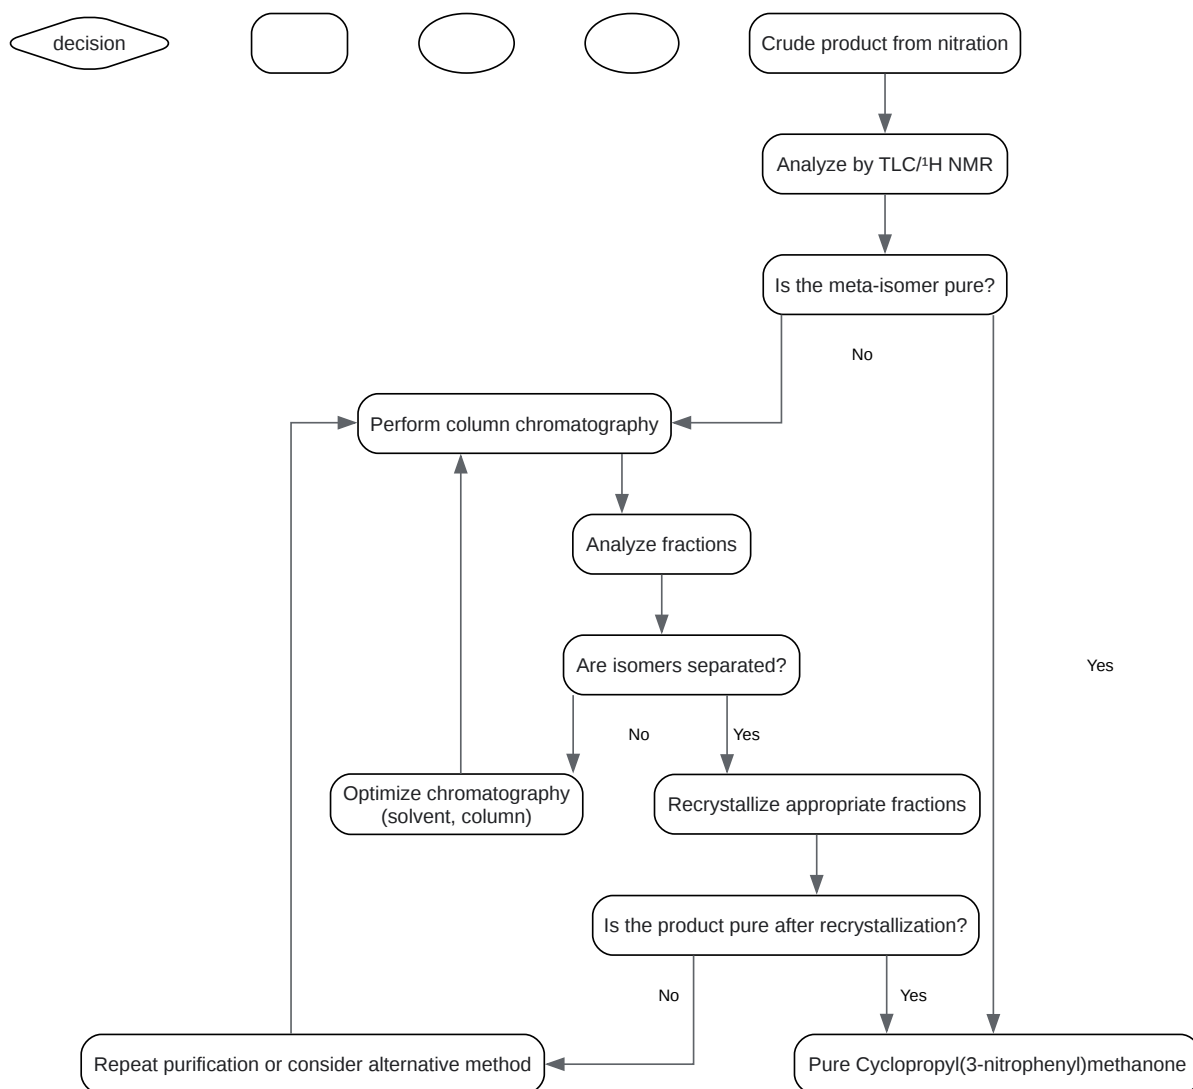 decision
Crude product from nitration
Analyze by TLC/¹H NMR
Is the meta-isomer pure?
No
Perform column chromatography
Analyze fractions
Are isomers separated?
Yes
No
Yes
Optimize chromatography
(solvent, column)
Recrystallize appropriate fractions
Is the product pure after recrystallization?
No
Yes
Repeat purification or consider alternative method
Pure Cyclopropyl(3-nitrophenyl)methanone